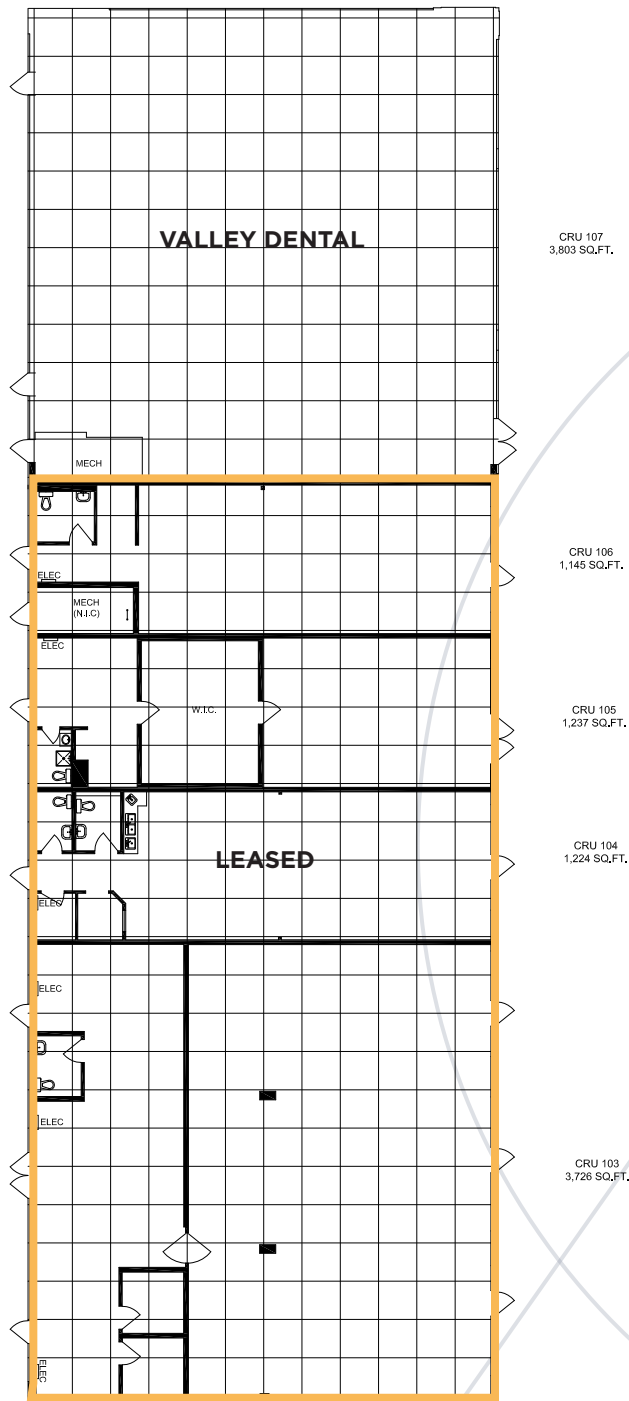 VALLEY DENTAL
CRU 107
3,803 SQ.FT.
MECH
CRU 106
1,145 SQ.FT.
ELEC
MECH
(N.I.C)
ELEC
W.I.C.
CRU 105
1,237 SQ.FT.
CRU 104
1,224 SQ.FT.
LEASED
ELEC
ELEC
ELEC
CRU 103
3,726 SQ.FT.
ELEC